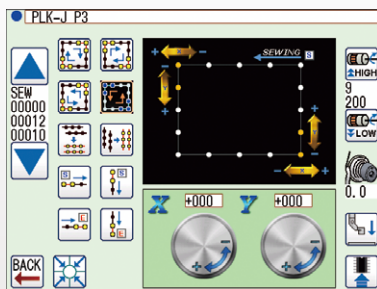 PLK-J P3
SEW
00000
00012
00010
BACK
SEWING S
X
Y
X
Y
S
S
E
E
X +000 Y +000
HIGH
9
200
LOW
0.0